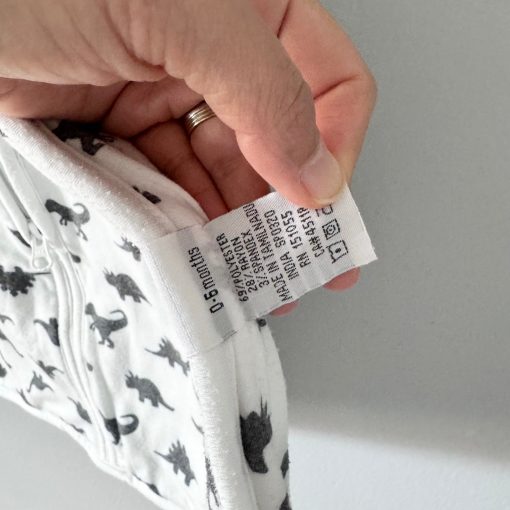 0-6 months
69% POLYESTER
28% RAYON
3% SPANDEX
MADE IN TAMILNADU
INDIA SP0320
RN 151055